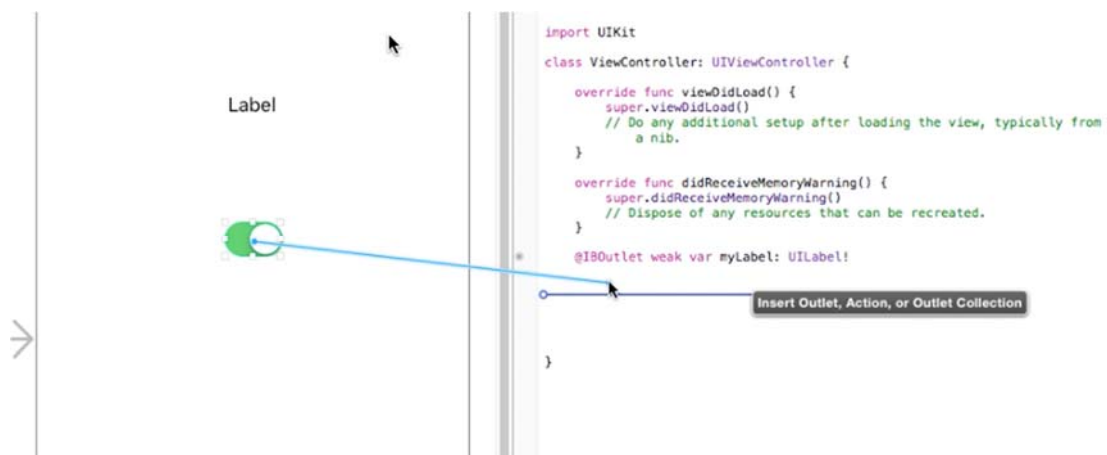 Label
import UIKit
class ViewController: UIViewController {
override func viewDidLoad() {
super.viewDidLoad()
// Do any additional setup after loading the view, typically from
a nib.
}
override func didReceiveMemoryWarning() {
super.didReceiveMemoryWarning()
// Dispose of any resources that can be recreated.
}
@IBOutlet weak var myLabel: UILabel!
Insert Outlet, Action, or Outlet Collection
}